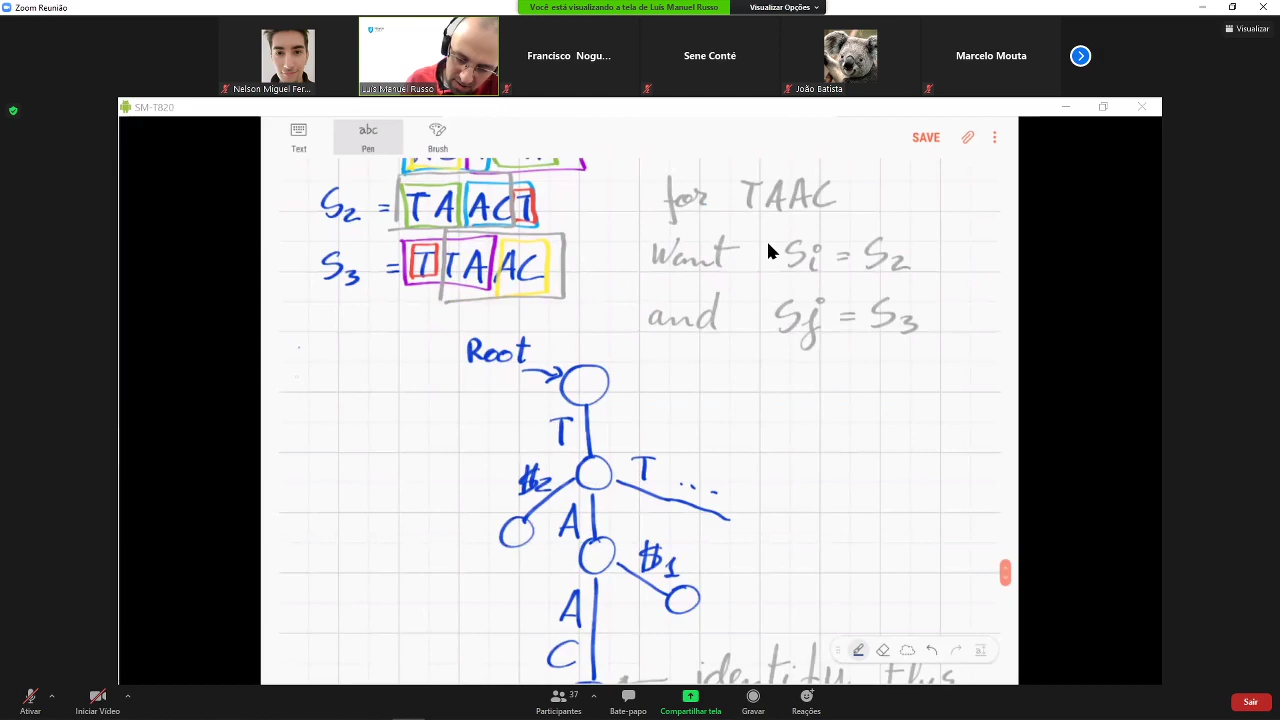 Zoom Reunião
Você está visualizando a tela de Luís Manuel Russo
Visualizar Opções
Visualizar
Nelson Miguel Fer...
Luís Manuel Russo
Francisco Nogu...
Sene Conté
João Batista
Marcelo Mouta
SM-T820
Text
abc
Pen
Brush
SAVE
S2 = TAACT
S3 = TTAAC
for TAAC
Want Si = S2
and Sj = S3
Root
T
$2
T ...
A
$1
A
C
identify this
Ativar
Iniciar Vídeo
37
Participantes
Bate-papo
Compartilhar tela
Gravar
Reações
Sair